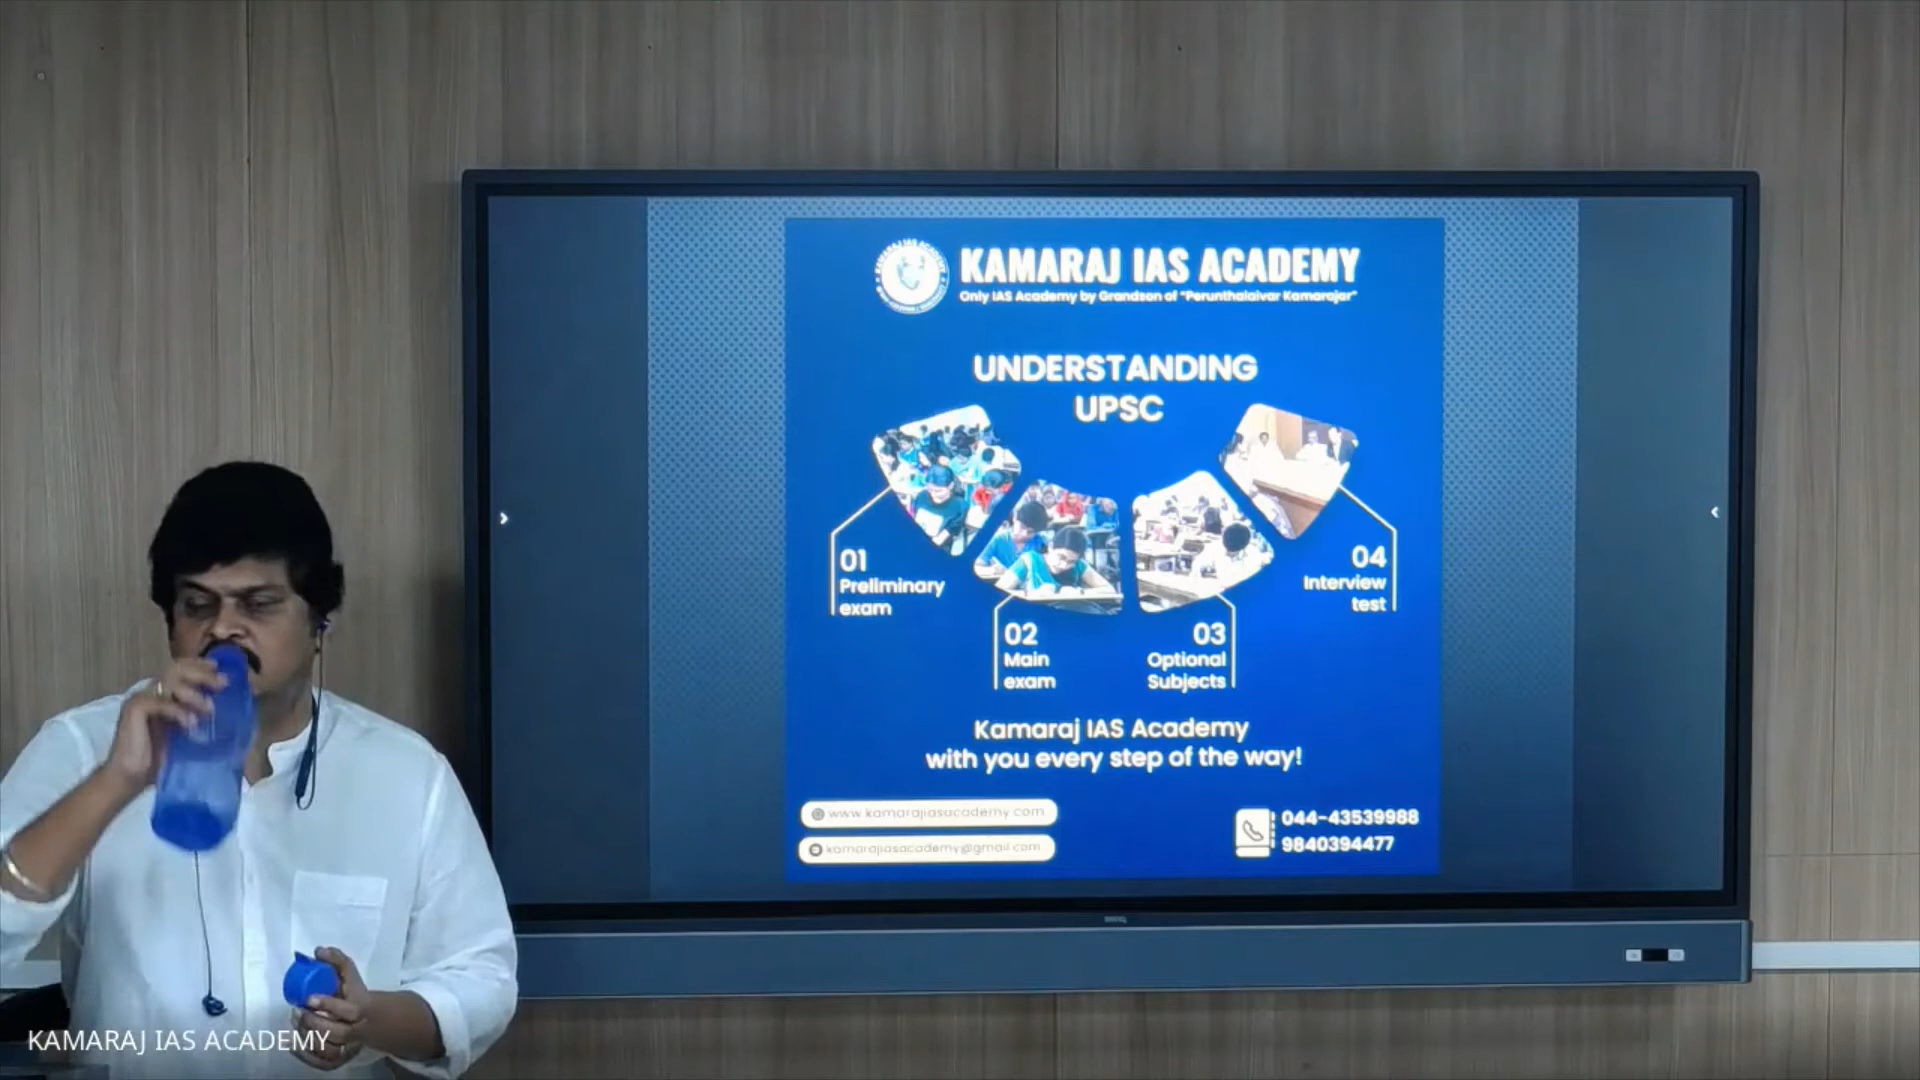 KAMARAJ IAS ACADEMY
Only IAS Academy by Grandson of "Perunthalaivar Kamarajar"
UNDERSTANDING
UPSC
01
Preliminary
exam
02
Main
exam
03
Optional
Subjects
04
Interview
test
Kamaraj IAS Academy
with you every step of the way!
www.kamarajiasacademy.com
kamarajiasacademy@gmail.com
044-43539988
9840394477
BenQ
KAMARAJ IAS ACADEMY